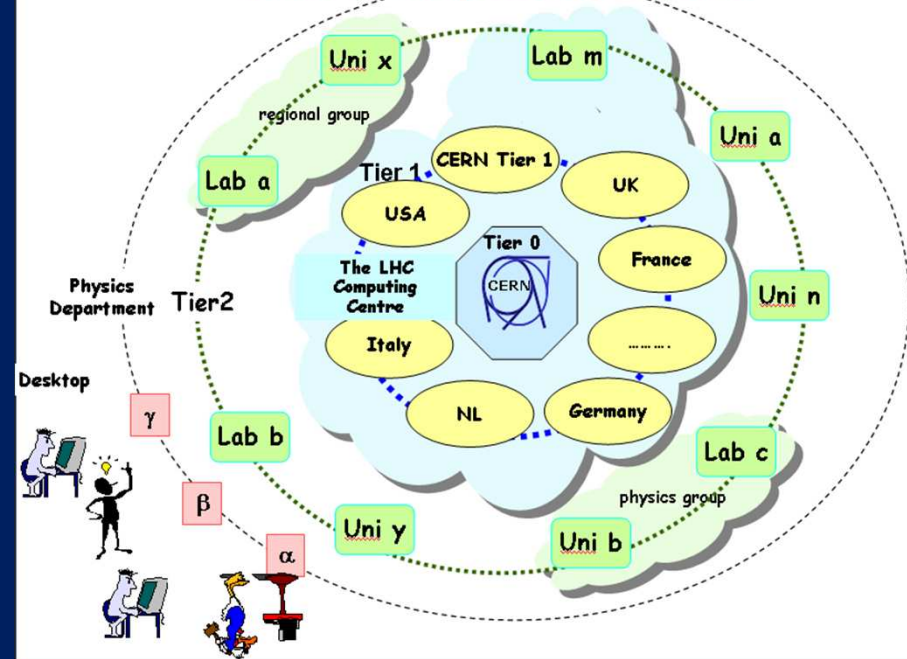 Uni x
Lab m
regional group
Uni a
CERN Tier 1
Tier 1
Lab a
UK
USA
Tier 0
France
The LHC
Computing
Centre
CERN
Physics
Department
Tier2
Uni n
Italy
……….
Desktop
γ
NL
Germany
Lab b
Lab c
β
physics group
Uni y
Uni b
α